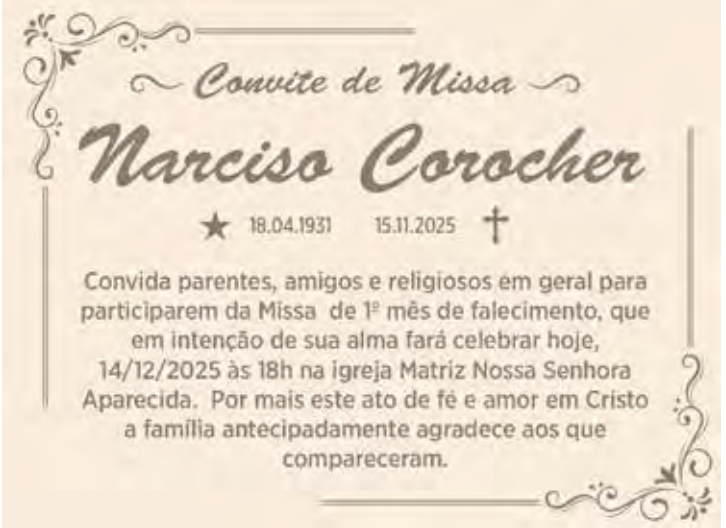 Convite de Missa
Narciso Corocher
18.04.1931 15.11.2025
Convida parentes, amigos e religiosos em geral para
participarem da Missa de 1º mês de falecimento, que
em intenção de sua alma fará celebrar hoje,
14/12/2025 às 18h na igreja Matriz Nossa Senhora
Aparecida. Por mais este ato de fé e amor em Cristo
a família antecipadamente agradece aos que
compareceram.